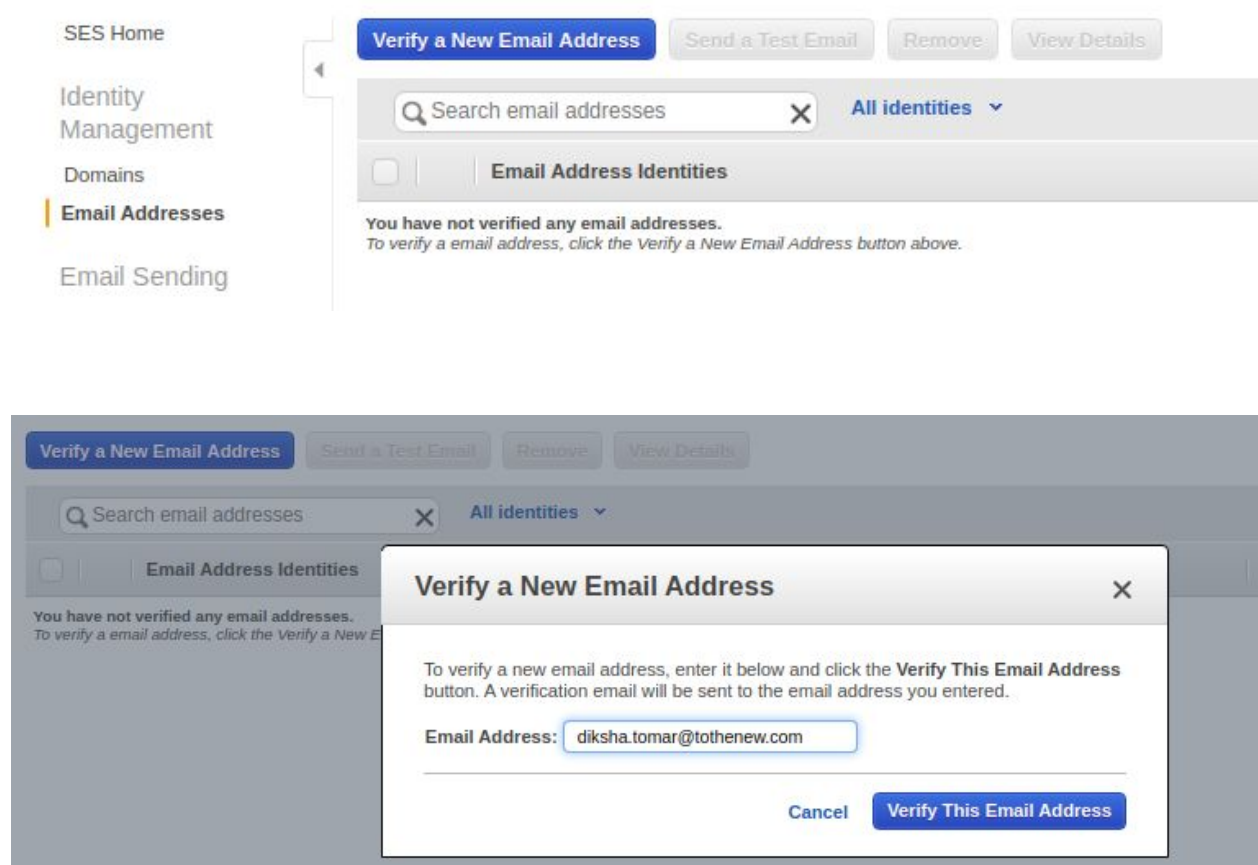 SES Home
Verify a New Email Address Send a Test Email Remove View Details
Identity
Management
Search email addresses All identities
Domains
Email Address Identities
Email Addresses
You have not verified any email addresses.
To verify a email address, click the Verify a New Email Address button above.
Email Sending
Verify a New Email Address Send a Test Email Remove View Details
Search email addresses All identities
Email Address Identities
You have not verified any email addresses.
To verify a email address, click the Verify a New E
Verify a New Email Address
To verify a new email address, enter it below and click the Verify This Email Address
button. A verification email will be sent to the email address you entered.
Email Address: diksha.tomar@tothenew.com
Cancel Verify This Email Address